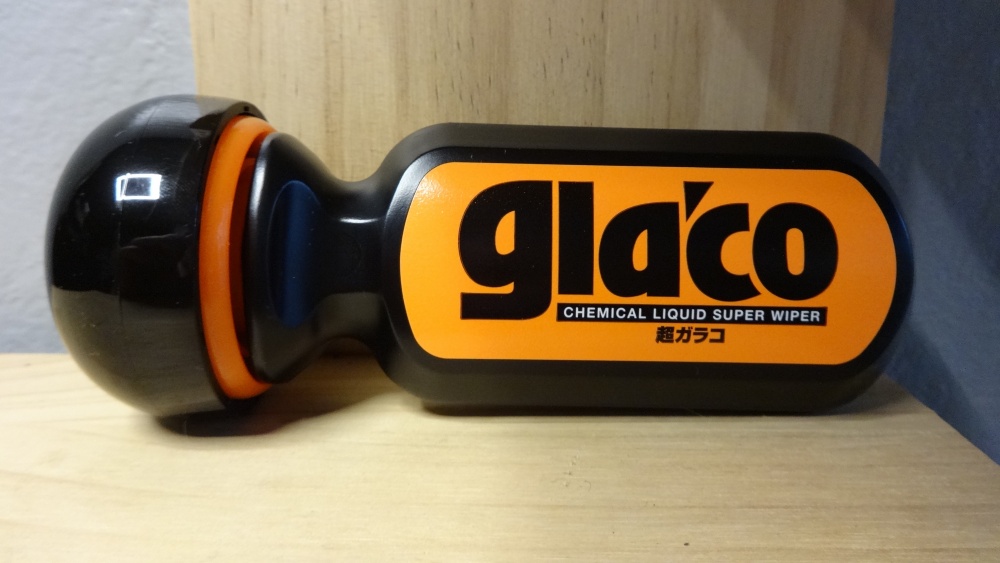 gla'co
CHEMICAL LIQUID SUPER WIPER
超ガラコ